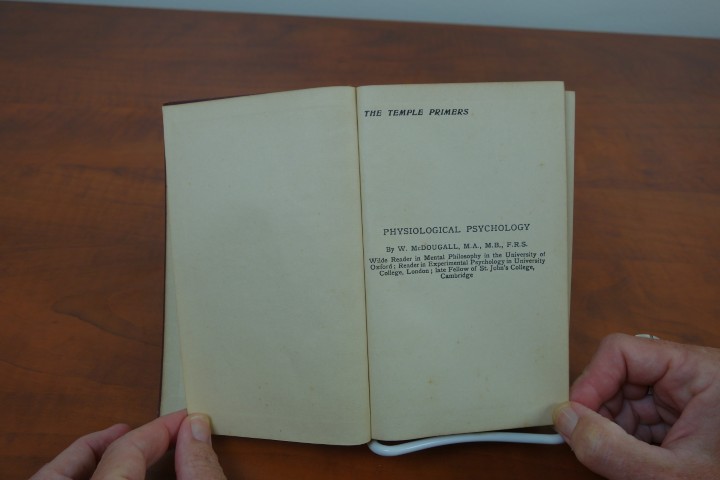 THE TEMPLE PRIMERS
PHYSIOLOGICAL PSYCHOLOGY
By W. McDOUGALL, M.A., M.B., F.R.S.
Wilde Reader in Mental Philosophy in the University of
Oxford; Reader in Experimental Psychology in University
College, London; late Fellow of St. John's College,
Cambridge